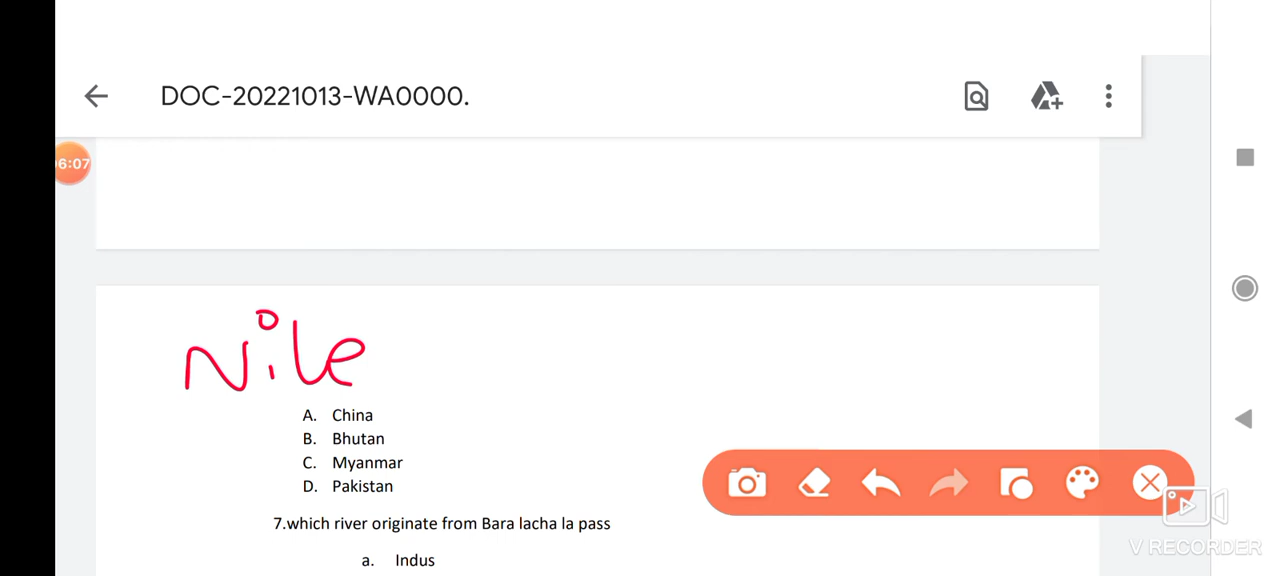 DOC-20221013-WA0000.
6:07
Nile
A. China
B. Bhutan
C. Myanmar
D. Pakistan
7.which river originate from Bara lacha la pass
a. Indus
V RECORDER